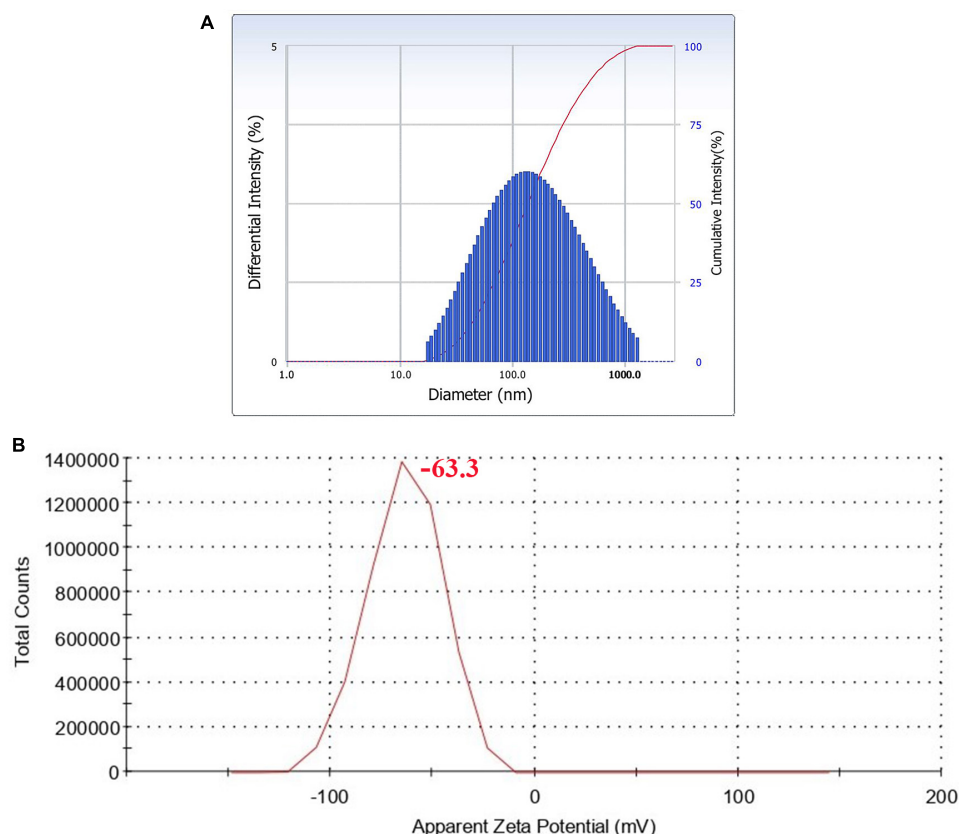 A
5
0
Differential Intensity (%)
100
75
50
25
0
Cumulative Intensity(%)
1.0 10.0 100.0 1000.0
Diameter (nm)
B
1400000
1200000
1000000
800000
600000
400000
200000
0
Total Counts
-63.3
-100 0 100 200
Apparent Zeta Potential (mV)